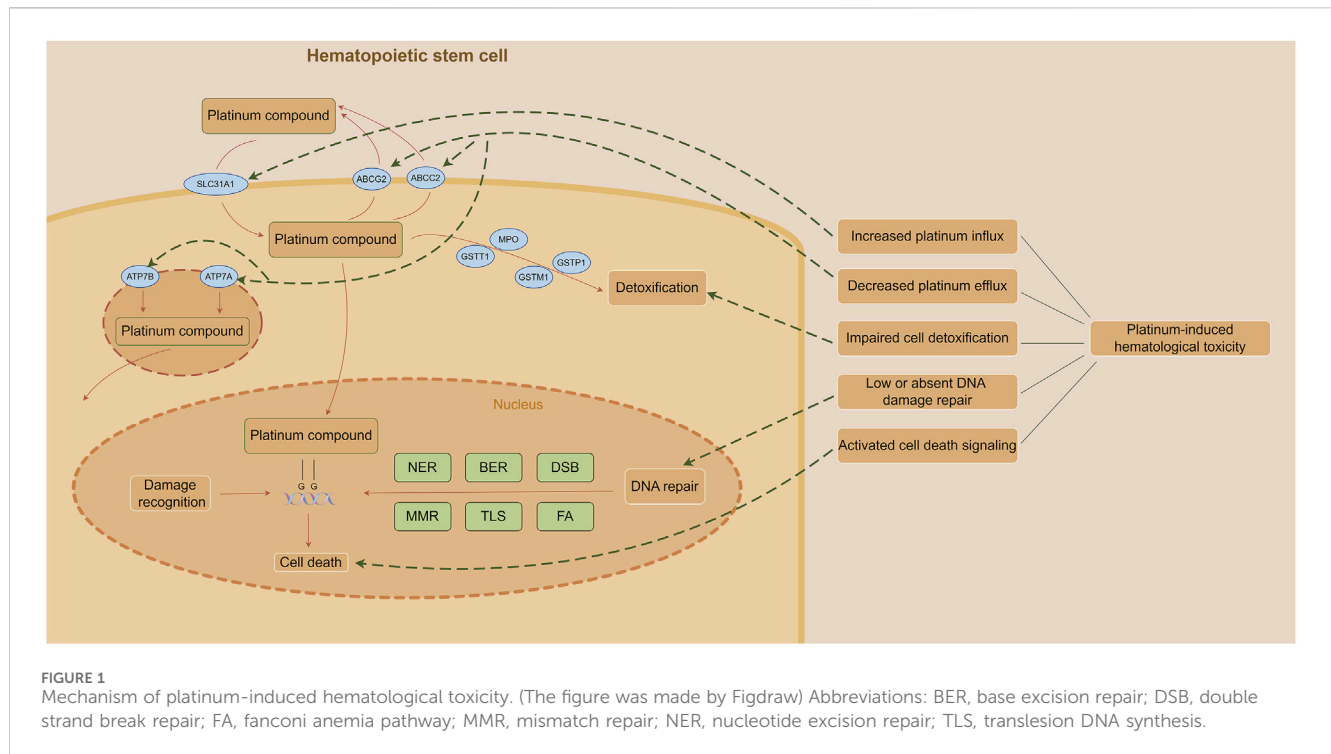 Hematopoietic stem cell
Platinum compound
SLC31A1
ABCG2
ABCC2
Platinum compound
MPO
GSTT1
GSTP1
GSTM1
Detoxification
ATP7B
ATP7A
Platinum compound
Increased platinum influx
Decreased platinum efflux
Impaired cell detoxification
Low or absent DNA
damage repair
Activated cell death signaling
Platinum-induced
hematological toxicity
Nucleus
Platinum compound
G G
Damage
recognition
NER
BER
DSB
MMR
TLS
FA
DNA repair
Cell death
FIGURE 1
Mechanism of platinum-induced hematological toxicity. (The figure was made by Figdraw) Abbreviations: BER, base excision repair; DSB, double
strand break repair; FA, fanconi anemia pathway; MMR, mismatch repair; NER, nucleotide excision repair; TLS, translesion DNA synthesis.